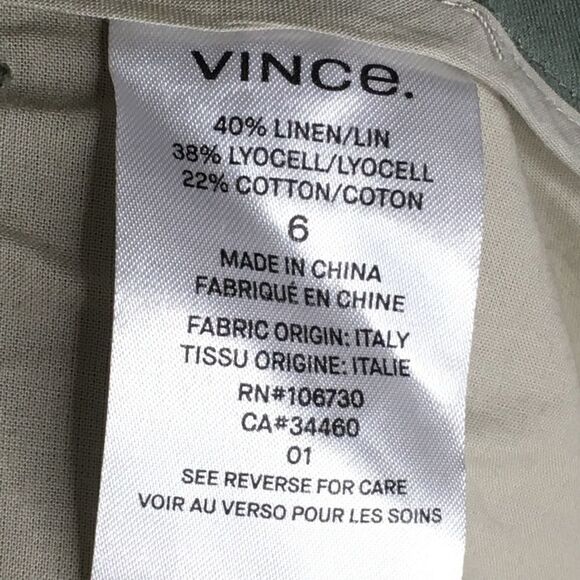 VINCe.
40% LINEN/LIN
38% LYOCELL/LYOCELL
22% COTTON/COTON
6
MADE IN CHINA
FABRIQUÉ EN CHINE
FABRIC ORIGIN: ITALY
TISSU ORIGINE: ITALIE
RN#106730
CA#34460
01
SEE REVERSE FOR CARE
VOIR AU VERSO POUR LES SOINS